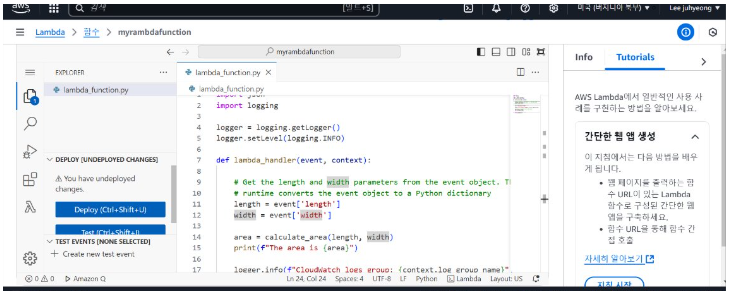 aws
검색
[알트+S]
미국 (버지니아 북부)
Lee juhyeong
Lambda > 함수 > myrambdafunction
myrambdafunction
EXPLORER
lambda_function.py
lambda_function.py
lambda_function.py
1 import json
2 import logging
3
4 logger = logging.getLogger()
5 logger.setLevel(logging.INFO)
6
7 def lambda_handler(event, context):
8
9 # Get the length and width parameters from the event object. Th
10 # runtime converts the event object to a Python dictionary
11 length = event['length']
12 width = event['width']
13
14 area = calculate_area(length, width)
15 print(f"The area is {area}")
16
17 logger.info(f"CloudWatch logs group: {context.log_group_name}")
DEPLOY [UNDEPLOYED CHANGES]
You have undeployed
changes.
Deploy (Ctrl+Shift+U)
Test (Ctrl+Shift+I)
TEST EVENTS [NONE SELECTED]
+ Create new test event
0 0 Amazon Q
Ln 24, Col 24 Spaces: 4 UTF-8 LF Python Lambda Layout: US
Info
Tutorials
AWS Lambda에서 일반적인 사용 사
례를 구현하는 방법을 알아보세요.
간단한 웹 앱 생성
이 자습서에서는 다음 방법을 배우
게 됩니다.
• 웹 페이지를 출력하는 함
수 URL이 있는 Lambda
함수로 구성된 간단한 웹
앱을 구축하세요.
• 함수 URL을 통해 함수 간
접 호출
자세히 알아보기